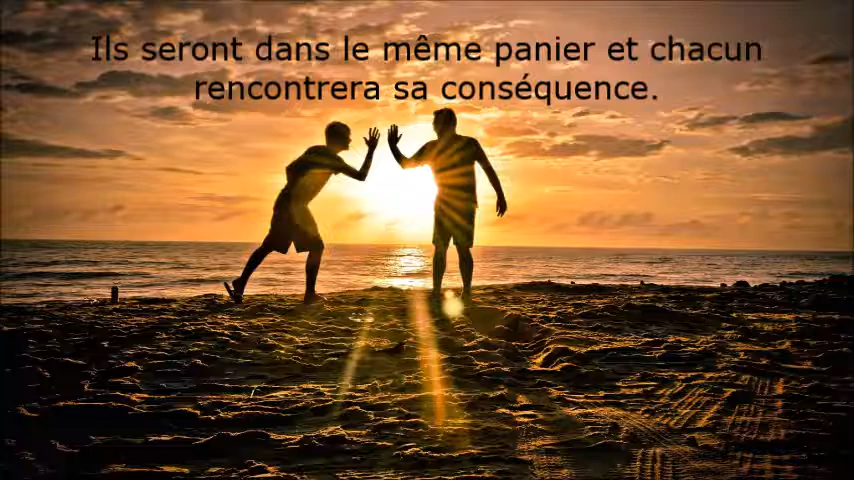 Ils seront dans le même panier et chacun
rencontrera sa conséquence.